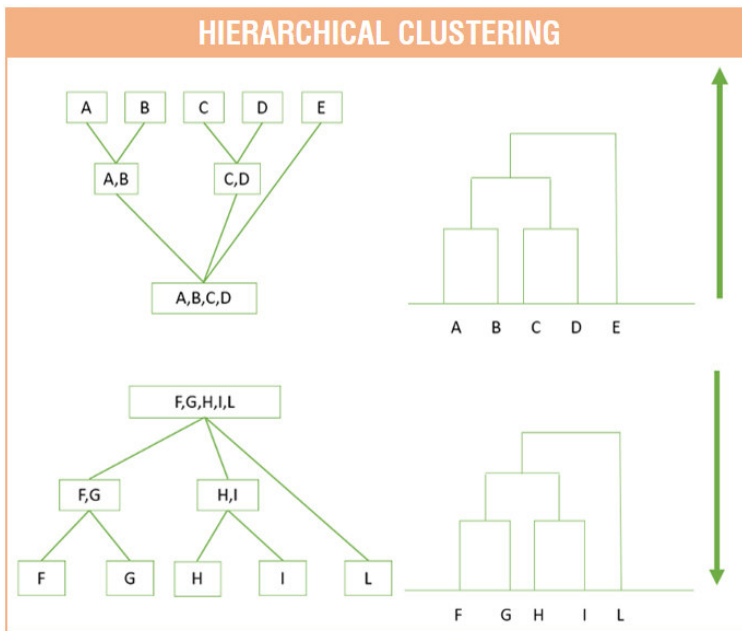 HIERARCHICAL CLUSTERING
A B C D E
A,B C,D
A,B,C,D
A B C D E
F,G,H,I,L
F,G H,I
F G H I L
F G H I L